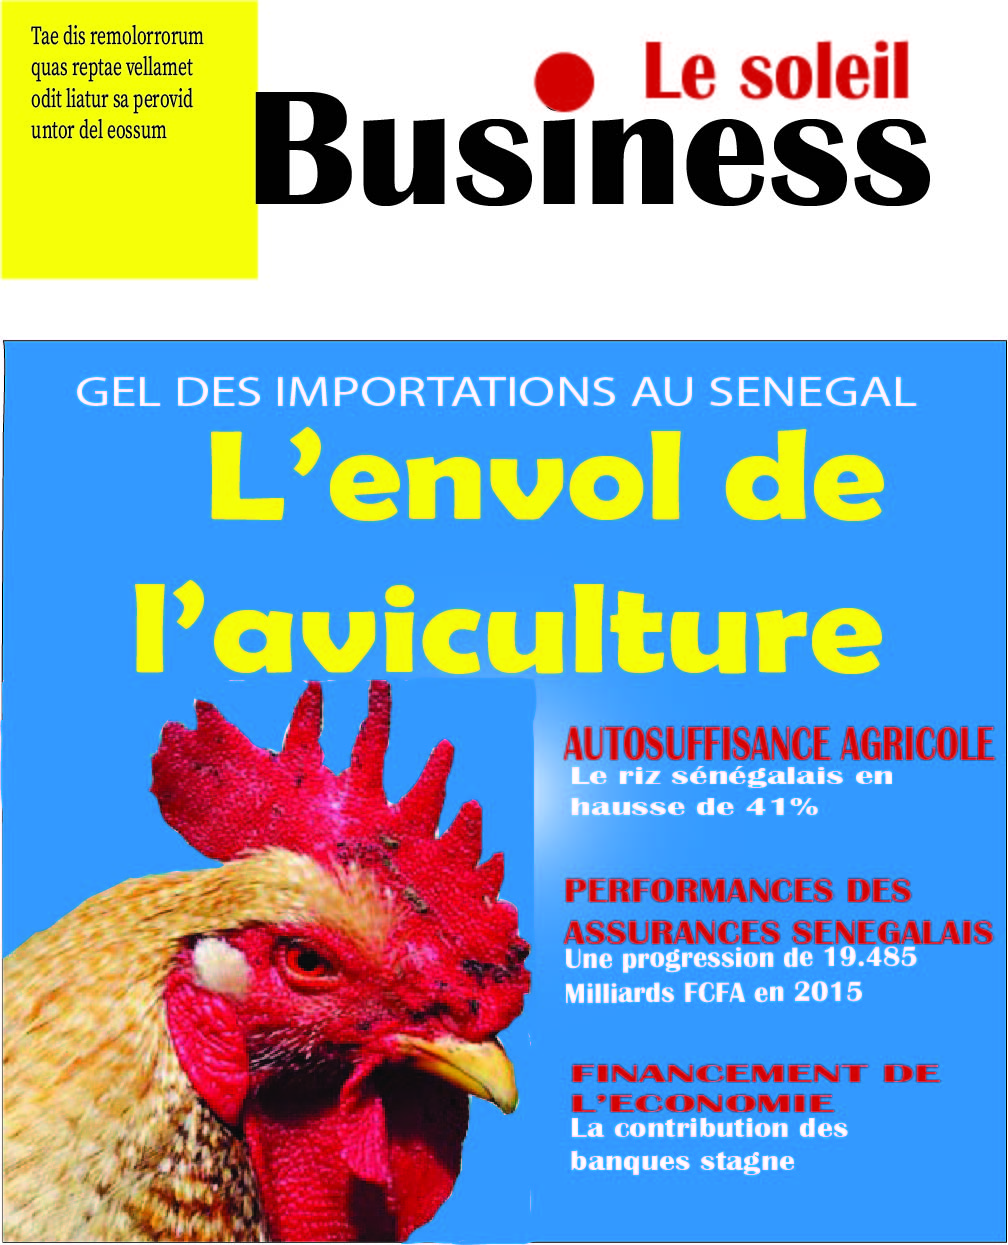 Tae dis remolorrorum
quas reptae vellamet
odit liatur sa perovid
untor del eossum
Le soleil
Business
GEL DES IMPORTATIONS AU SENEGAL
L'envol de
l'aviculture
AUTOSUFFISANCE AGRICOLE
Le riz sénégalais en
hausse de 41%
PERFORMANCES DES
ASSURANCES SENEGALAIS
Une progression de 19.485
Milliards FCFA en 2015
FINANCEMENT DE
L'ECONOMIE
La contribution des
banques stagne